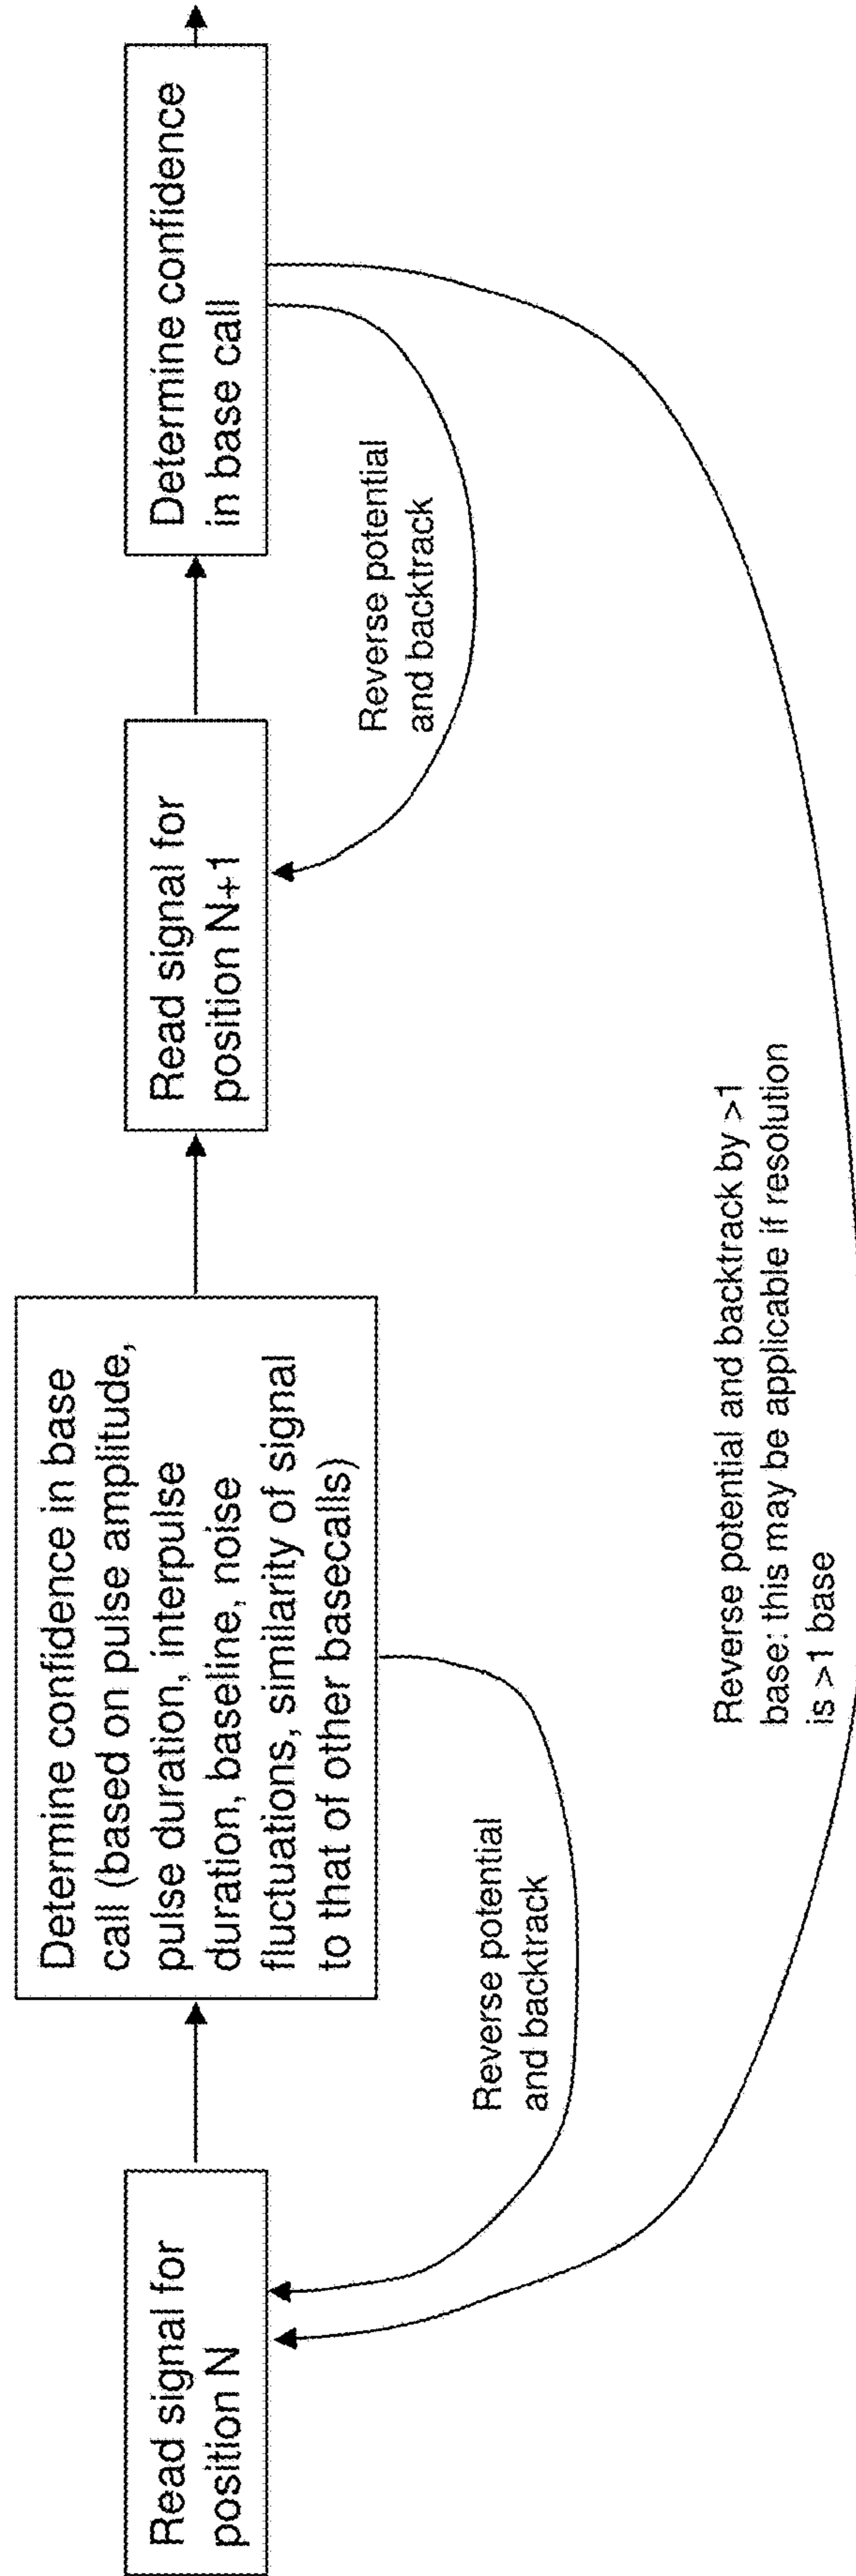 Read signal for
position N
Determine confidence in base
call (based on pulse amplitude,
pulse duration, interpulse
duration, baseline, noise
fluctuations, similarity of signal
to that of other basecalls)
Read signal for
position N+1
Determine confidence
in base call
Reverse potential
and backtrack
Reverse potential
and backtrack
Reverse potential and backtrack by >1
base: this may be applicable if resolution
is >1 base